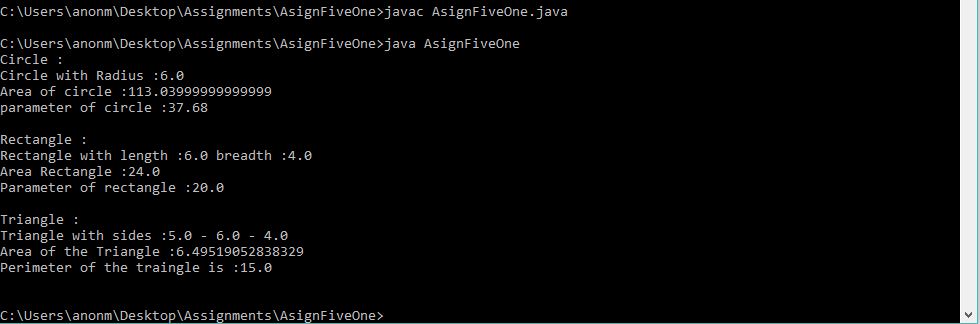 C:\Users\anonm\Desktop\Assignments\AsignFiveOne>javac AsignFiveOne.java
C:\Users\anonm\Desktop\Assignments\AsignFiveOne>java AsignFiveOne
Circle :
Circle with Radius :6.0
Area of circle :113.03999999999999
parameter of circle :37.68
Rectangle :
Rectangle with length :6.0 breadth :4.0
Area Rectangle :24.0
Parameter of rectangle :20.0
Triangle :
Triangle with sides :5.0 - 6.0 - 4.0
Area of the Triangle :6.49519052838329
Perimeter of the traingle is :15.0
C:\Users\anonm\Desktop\Assignments\AsignFiveOne>